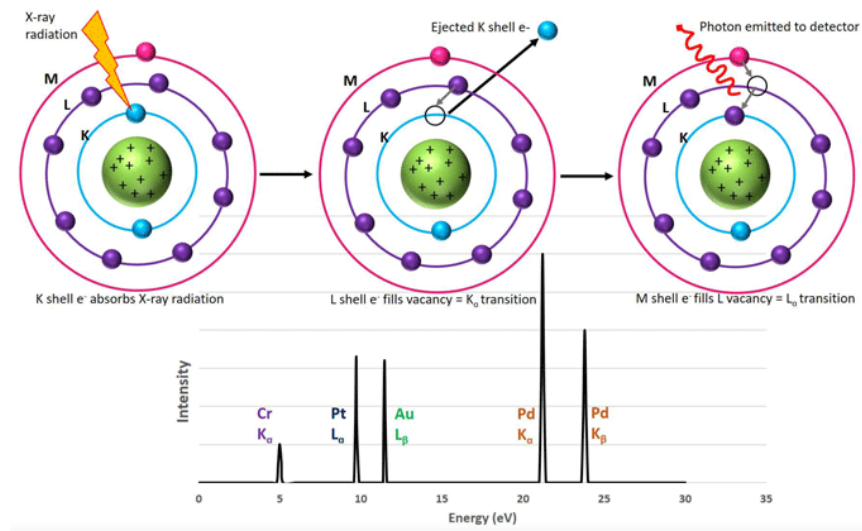 X-ray
radiation
M
L
K
+ + + + + + + + + +
K shell e- absorbs X-ray radiation
Ejected K shell e-
M
L
K
+ + + + + + + + + +
L shell e- fills vacancy = Kα transition
Photon emitted to detector
M
L
K
+ + + + + + + + + +
M shell e- fills L vacancy = Lα transition
Intensity
Cr
Kα
Pt
Lα
Au
Lβ
Pd
Kα
Pd
Kβ
0 5 10 15 20 25 30 35
Energy (eV)